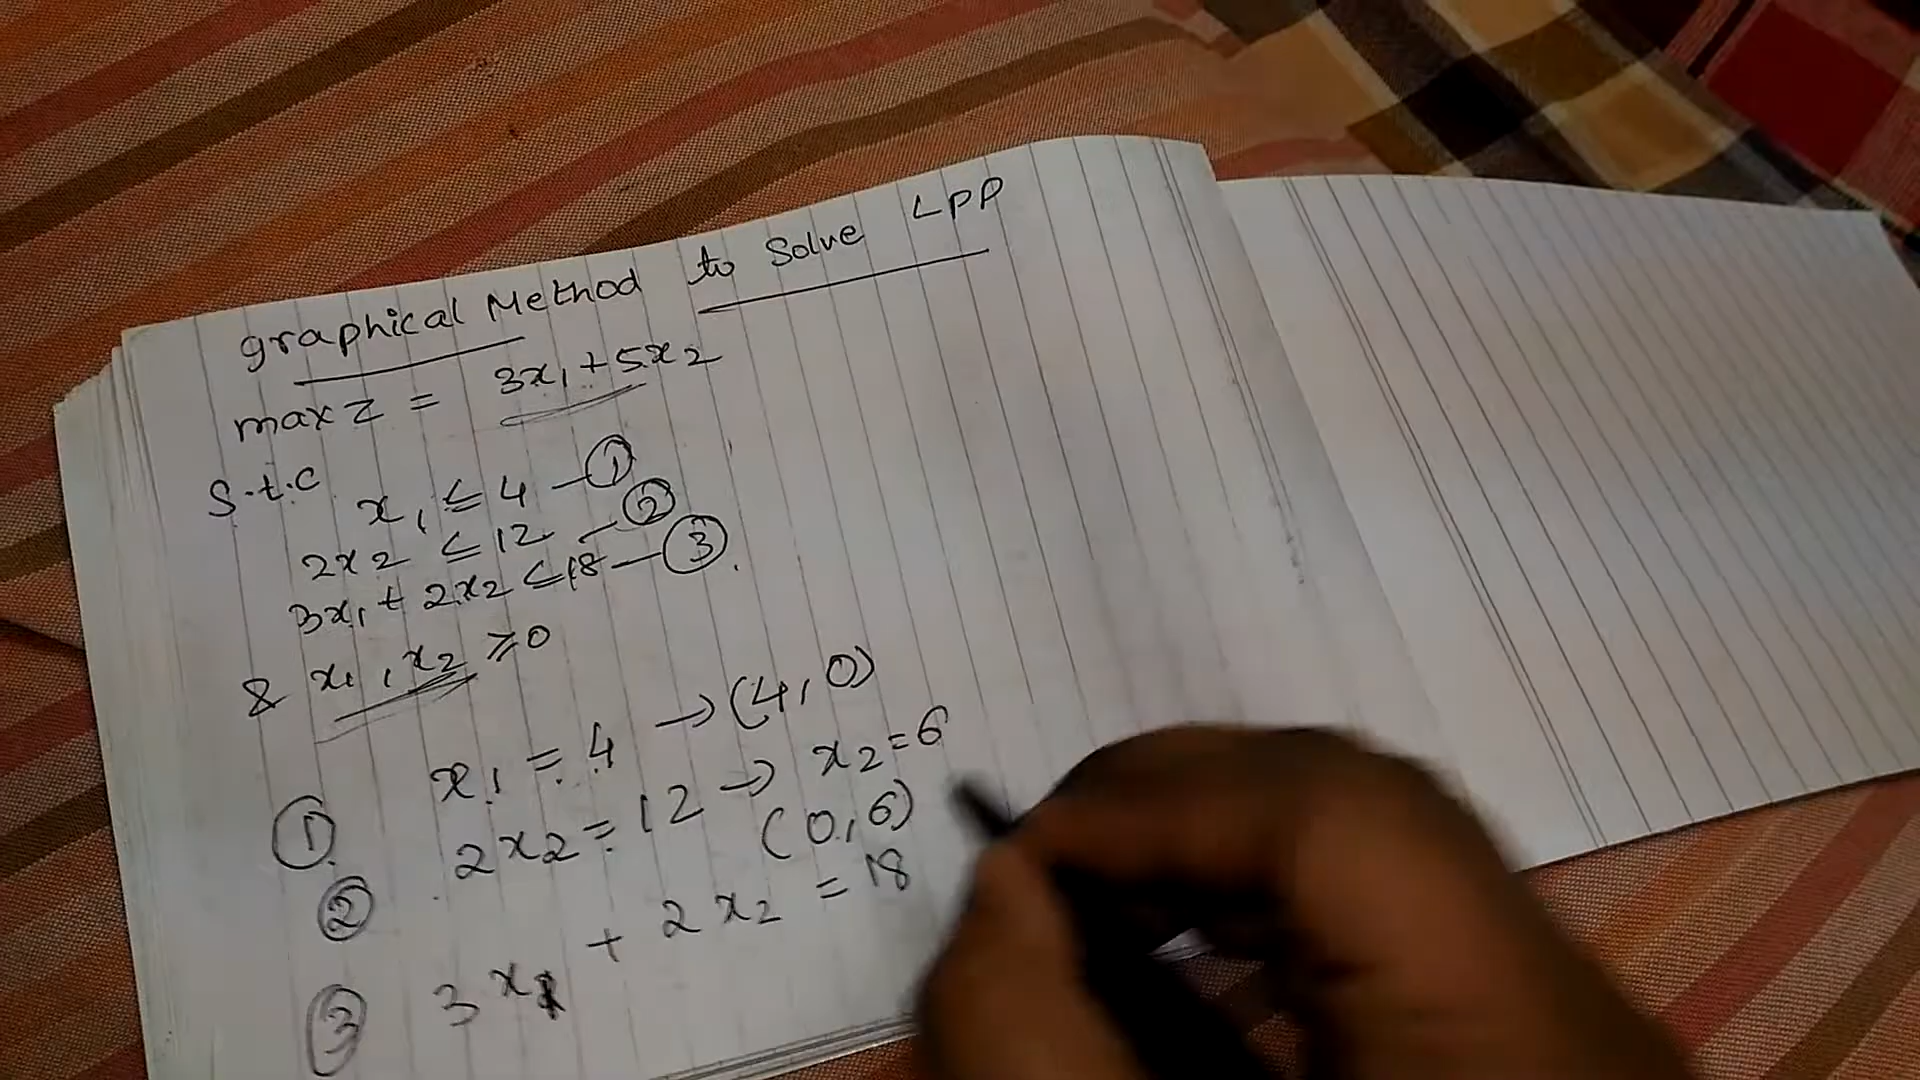 graphical Method to Solve LPP
max Z = 3x₁ + 5x₂
S.t.c
x₁ ≤ 4 — ①
2x₂ ≤ 12 — ②
3x₁ + 2x₂ ≤ 18 — ③
& x₁, x₂ ≥ 0
① x₁ = 4 → (4, 0)
② 2x₂ = 12 → x₂ = 6
(0, 6)
③ 3x₁ + 2x₂ = 18